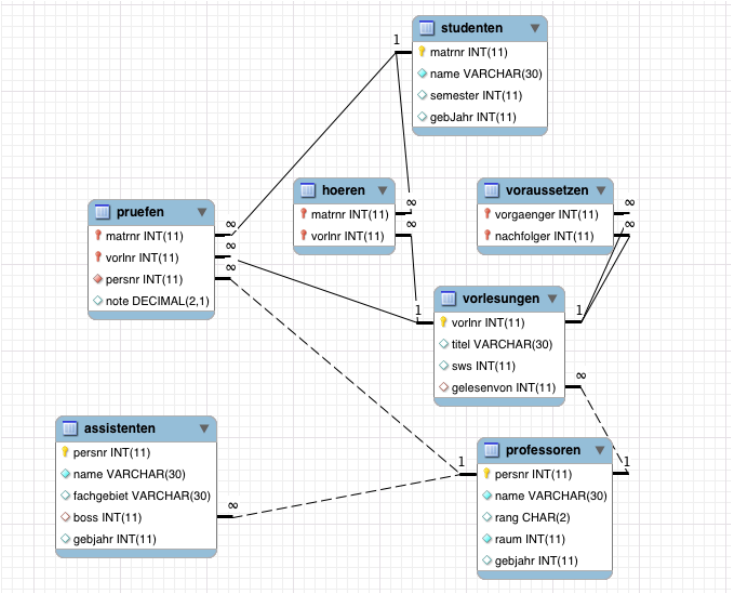 studenten
matrnr INT(11)
name VARCHAR(30)
semester INT(11)
gebJahr INT(11)
1
hoeren
matrnr INT(11)
vorlnr INT(11)
∞
∞
voraussetzen
vorgaenger INT(11)
nachfolger INT(11)
∞
∞
pruefen
matrnr INT(11)
vorlnr INT(11)
persnr INT(11)
note DECIMAL(2,1)
∞
∞
∞
vorlesungen
vorlnr INT(11)
titel VARCHAR(30)
sws INT(11)
gelesenvon INT(11)
1
1
∞
assistenten
persnr INT(11)
name VARCHAR(30)
fachgebiet VARCHAR(30)
boss INT(11)
gebjahr INT(11)
∞
professoren
persnr INT(11)
name VARCHAR(30)
rang CHAR(2)
raum INT(11)
gebjahr INT(11)
1
1